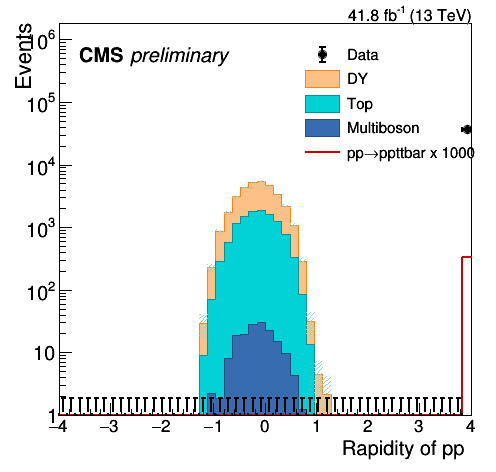 41.8 fb⁻¹ (13 TeV)
Events
CMS preliminary
Data
DY
Top
Multiboson
pp→ppttbar x 1000
10⁶
10⁵
10⁴
10³
10²
10
1
−4 −3 −2 −1 0 1 2 3 4
Rapidity of pp